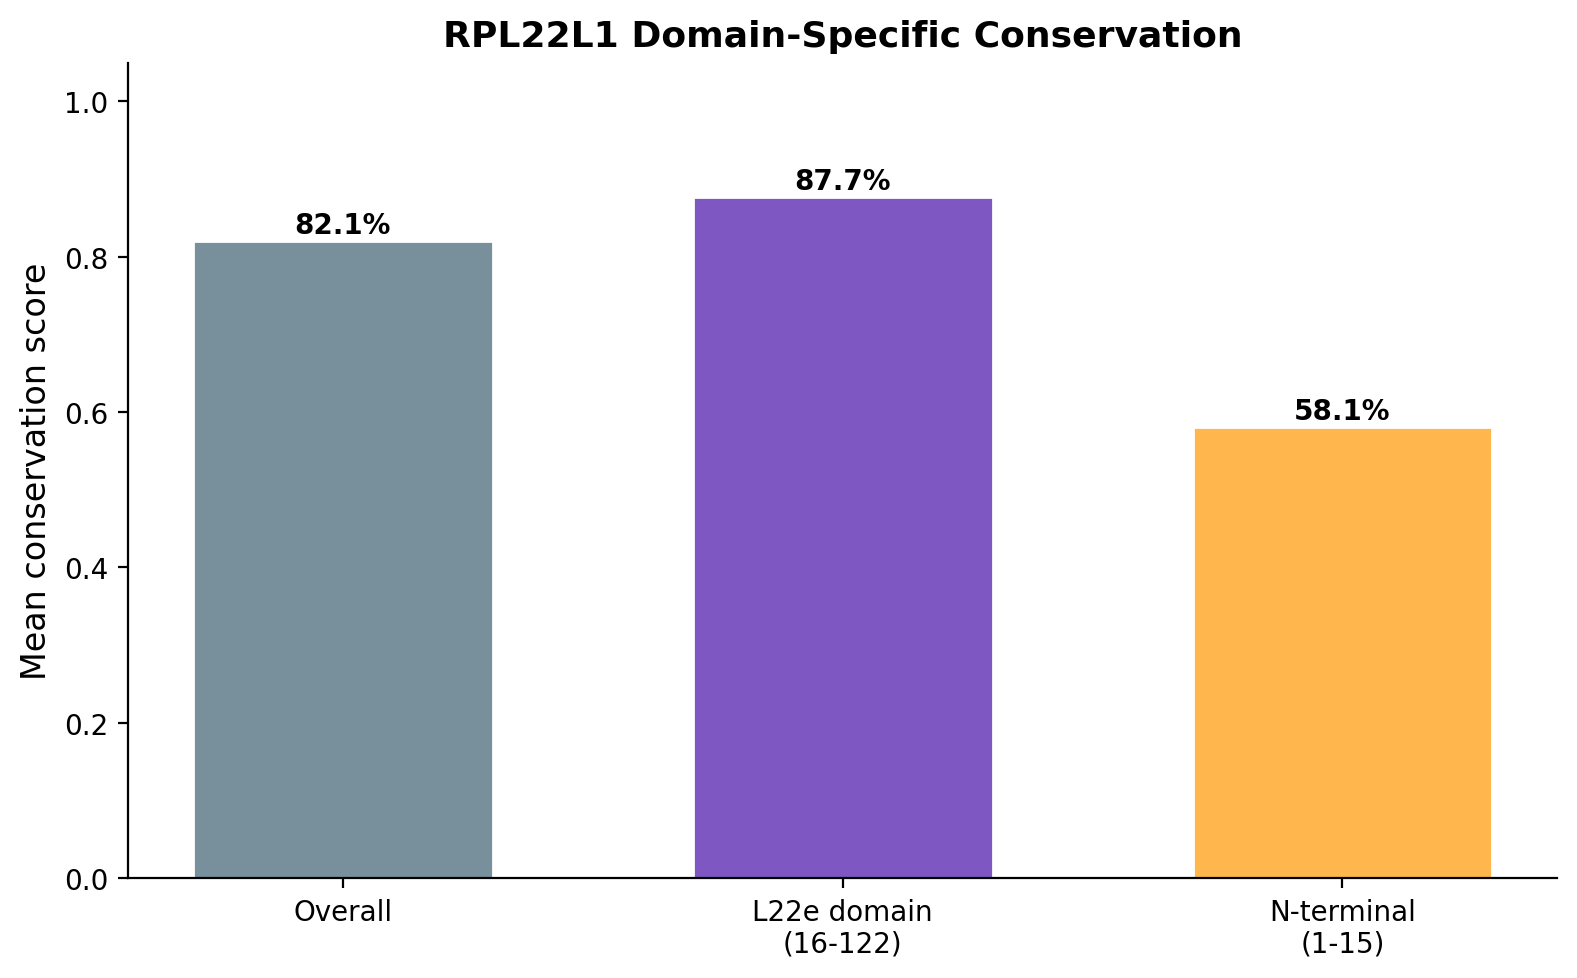 RPL22L1 Domain-Specific Conservation
Mean conservation score
1.0
0.8
0.6
0.4
0.2
0.0
82.1%
87.7%
58.1%
Overall
L22e domain
(16-122)
N-terminal
(1-15)